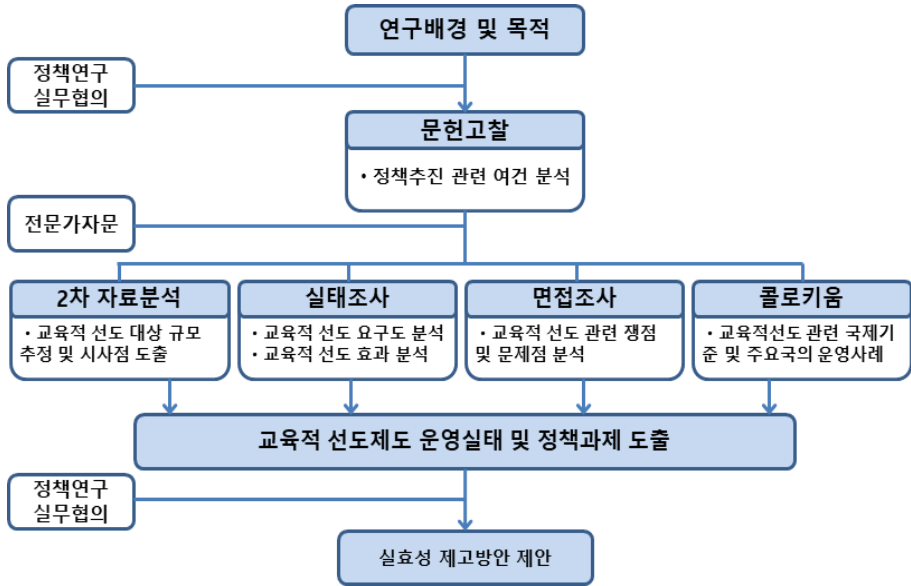 연구배경 및 목적
정책연구
실무협의
문헌고찰
· 정책추진 관련 여건 분석
전문가자문
2차 자료분석
· 교육적 선도 대상 규모
추정 및 시사점 도출
실태조사
· 교육적 선도 요구도 분석
· 교육적 선도 효과 분석
면접조사
· 교육적 선도 관련 쟁점
및 문제점 분석
콜로키움
· 교육적선도 관련 국제기
준 및 주요국의 운영사례
교육적 선도제도 운영실태 및 정책과제 도출
정책연구
실무협의
실효성 제고방안 제안